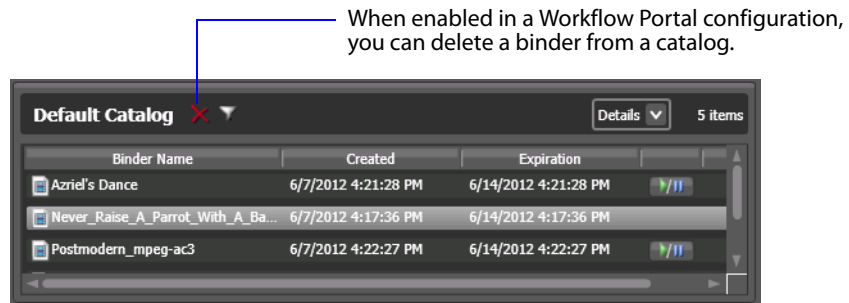 When enabled in a Workflow Portal configuration,
you can delete a binder from a catalog.
Default Catalog Details 5 items
Binder Name Created Expiration
Azriel's Dance 6/7/2012 4:21:28 PM 6/14/2012 4:21:28 PM
Never_Raise_A_Parrot_With_A_Ba... 6/7/2012 4:17:36 PM 6/14/2012 4:17:36 PM
Postmodern_mpeg-ac3 6/7/2012 4:22:27 PM 6/14/2012 4:22:27 PM